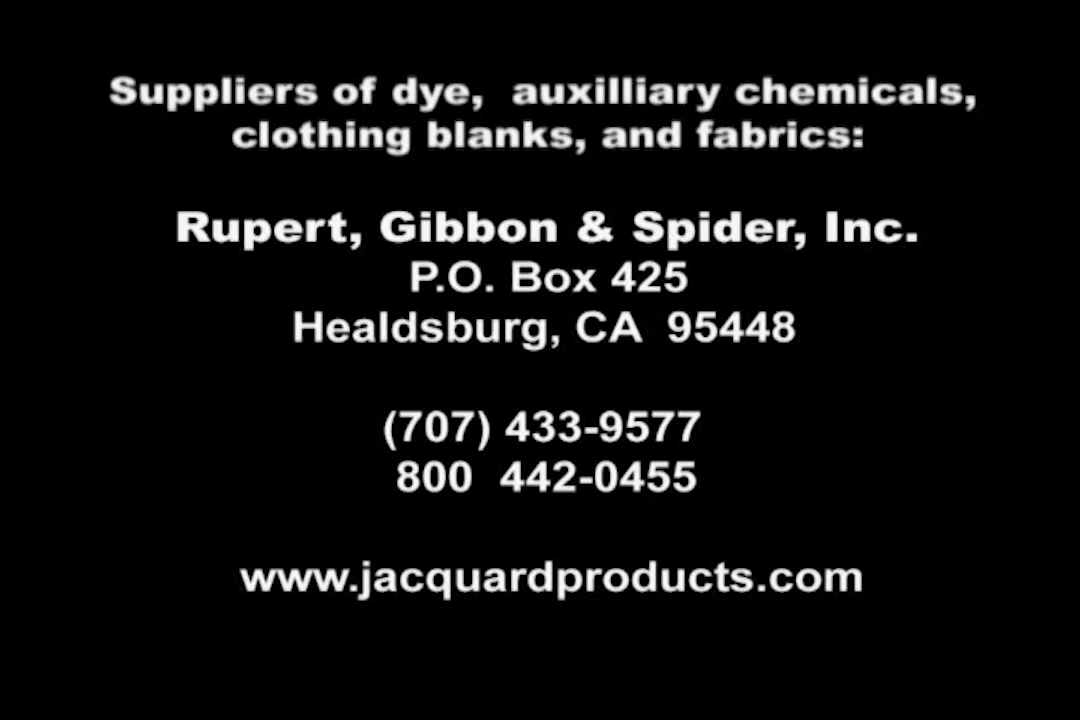 Suppliers of dye,  auxilliary chemicals,
clothing blanks, and fabrics:
Rupert, Gibbon & Spider, Inc.
P.O. Box 425
Healdsburg, CA  95448
(707) 433-9577
800  442-0455
www.jacquardproducts.com